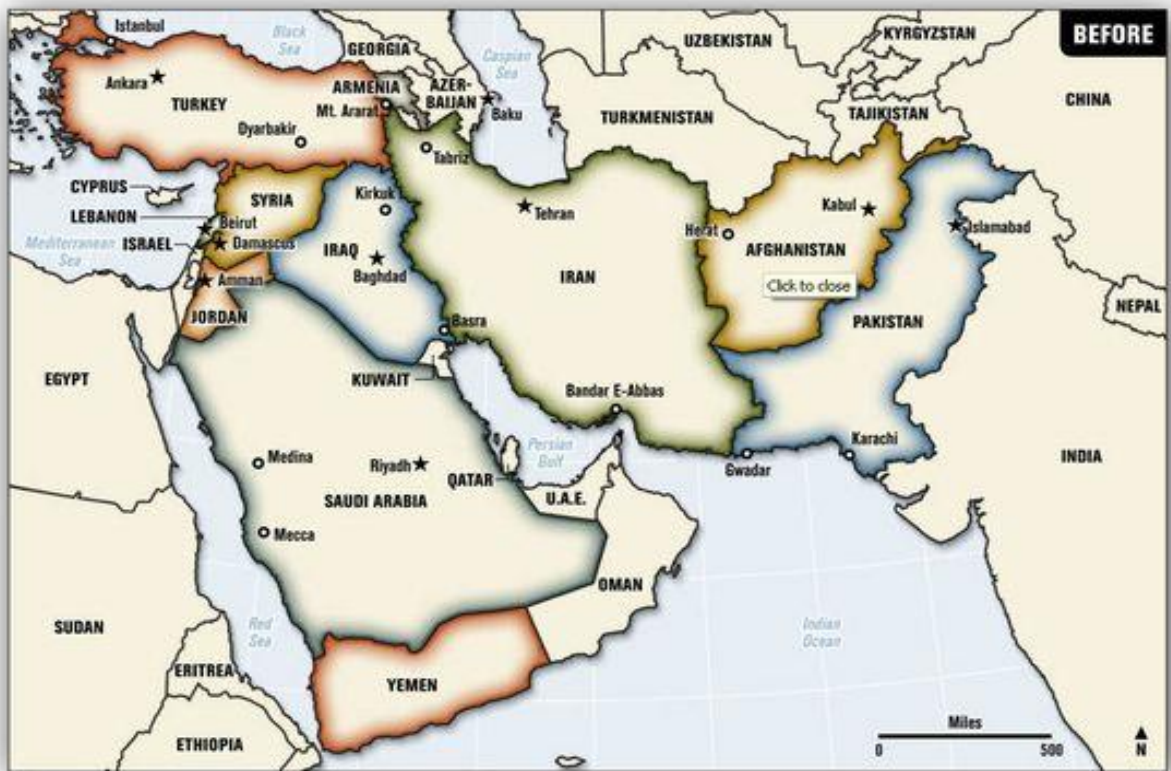 BEFORE
Istanbul
Black
Sea
GEORGIA
Caspian
Sea
UZBEKISTAN
KYRGYZSTAN
Ankara
TURKEY
ARMENIA
Mt. Ararat
AZER-
BAIJAN
Baku
TURKMENISTAN
TAJIKISTAN
CHINA
Dyarbakir
Tabriz
CYPRUS
SYRIA
Kirkuk
Tehran
Kabul
LEBANON
Beirut
Herat
Islamabad
Mediterranean
Sea
ISRAEL
Damascus
IRAQ
Baghdad
AFGHANISTAN
IRAN
Amman
Click to close
NEPAL
JORDAN
Basra
PAKISTAN
EGYPT
KUWAIT
Bandar E-Abbas
Persian
Gulf
Karachi
Medina
Riyadh
QATAR
Gwadar
INDIA
SAUDI ARABIA
U.A.E.
Mecca
OMAN
SUDAN
Red
Sea
Indian
Ocean
ERITREA
YEMEN
Miles
0
500
N
ETHIOPIA